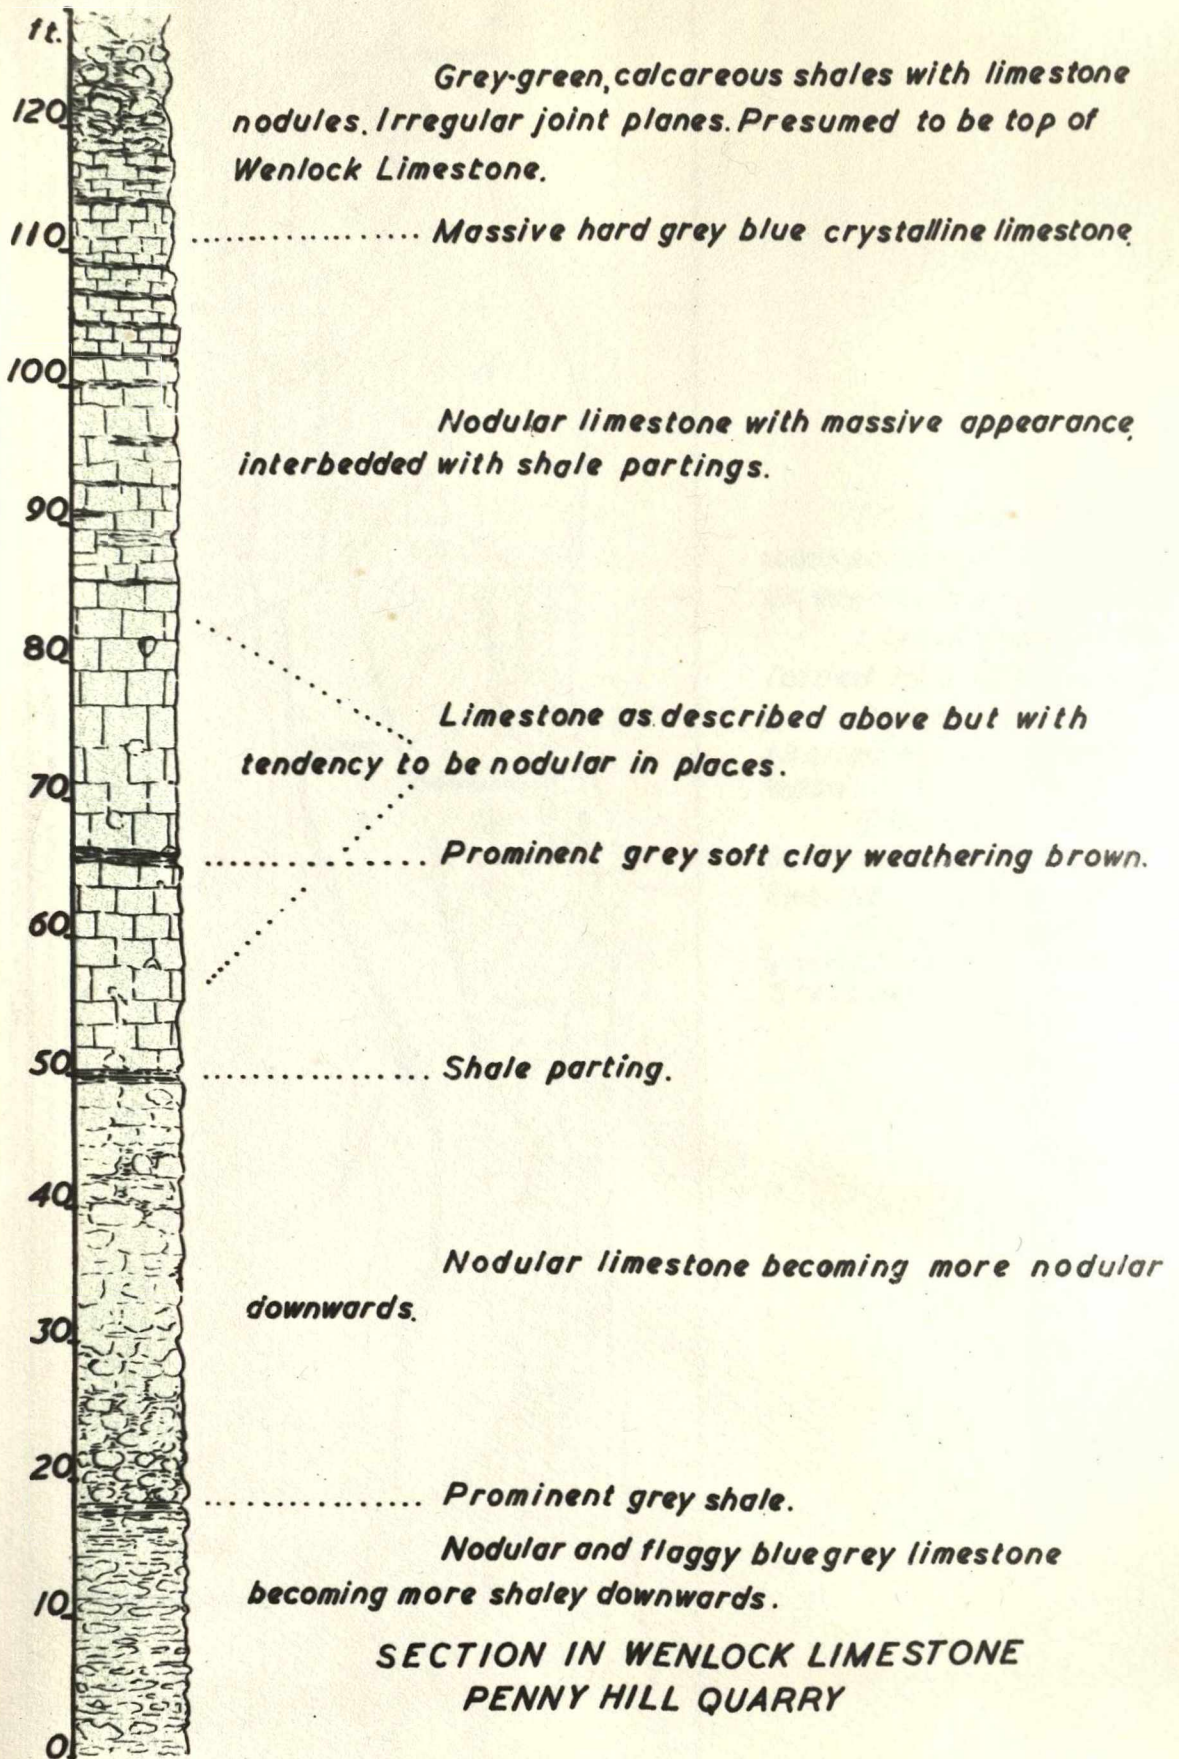 ft.
Grey-green, calcareous shales with limestone
120
nodules. Irregular joint planes. Presumed to be top of
Wenlock Limestone.
110
Massive hard grey blue crystalline limestone.
100
Nodular limestone with massive appearance,
interbedded with shale partings.
90
80
Limestone as described above but with
tendency to be nodular in places.
70
Prominent grey soft clay weathering brown.
60
50
Shale parting.
40
Nodular limestone becoming more nodular
downwards.
30
20
Prominent grey shale.
Nodular and flaggy bluegrey limestone
becoming more shaley downwards.
10
SECTION IN WENLOCK LIMESTONE
PENNY HILL QUARRY
0